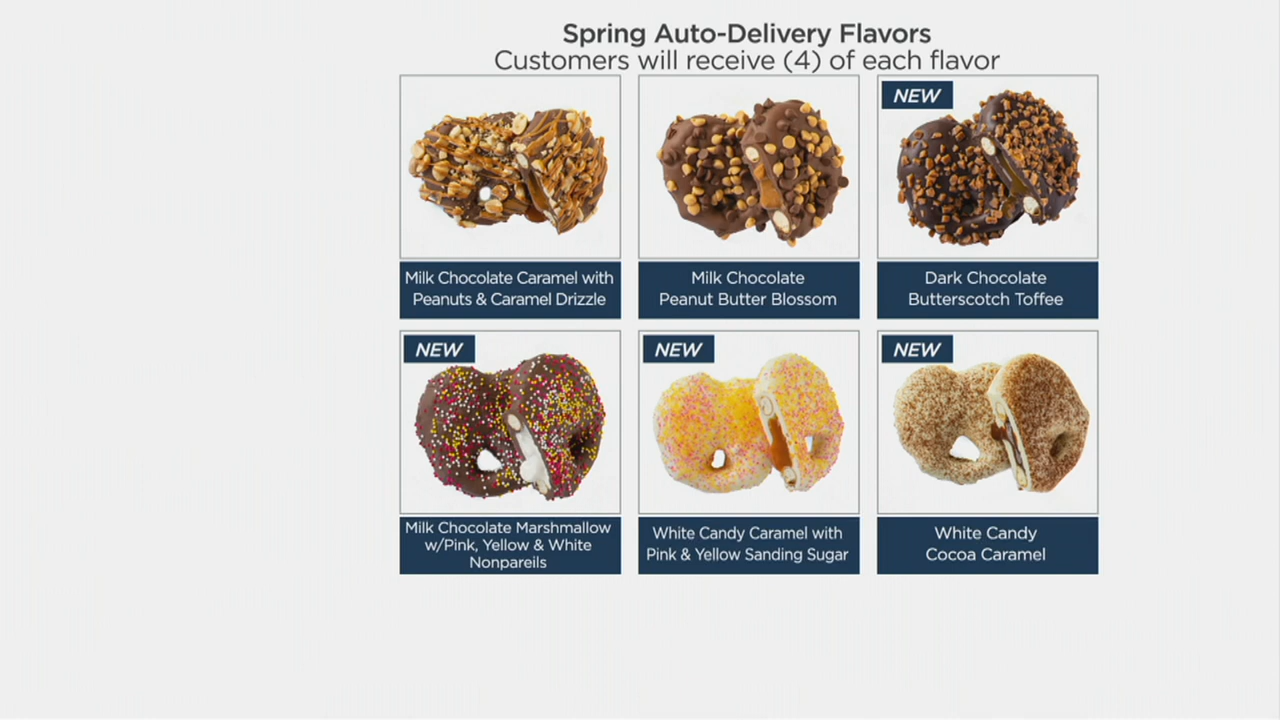 Spring Auto-Delivery Flavors
Customers will receive (4) of each flavor
NEW
Milk Chocolate Caramel with
Peanuts & Caramel Drizzle
Milk Chocolate
Peanut Butter Blossom
Dark Chocolate
Butterscotch Toffee
NEW
NEW
NEW
Milk Chocolate Marshmallow
w/Pink, Yellow & White
Nonpareils
White Candy Caramel with
Pink & Yellow Sanding Sugar
White Candy
Cocoa Caramel